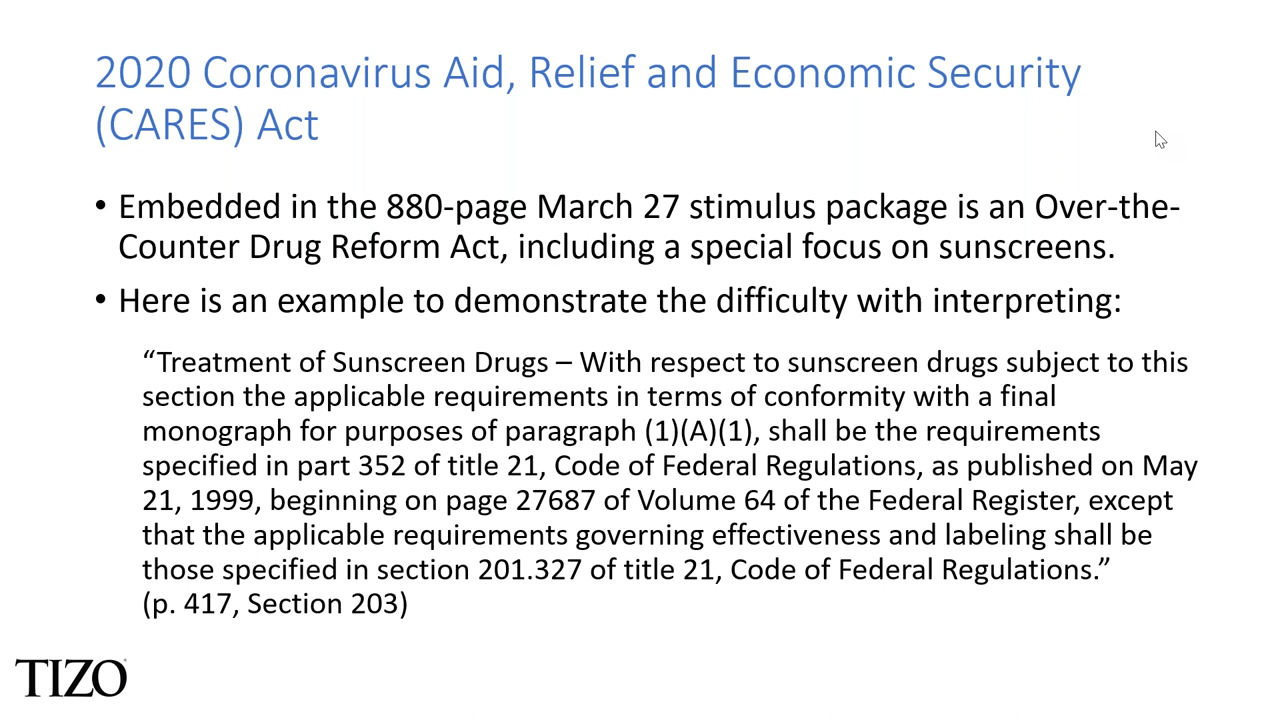 2020 Coronavirus Aid, Relief and Economic Security
(CARES) Act
• Embedded in the 880-page March 27 stimulus package is an Over-the-
Counter Drug Reform Act, including a special focus on sunscreens.
• Here is an example to demonstrate the difficulty with interpreting:
“Treatment of Sunscreen Drugs – With respect to sunscreen drugs subject to this
section the applicable requirements in terms of conformity with a final
monograph for purposes of paragraph (1)(A)(1), shall be the requirements
specified in part 352 of title 21, Code of Federal Regulations, as published on May
21, 1999, beginning on page 27687 of Volume 64 of the Federal Register, except
that the applicable requirements governing effectiveness and labeling shall be
those specified in section 201.327 of title 21, Code of Federal Regulations.”
(p. 417, Section 203)
TIZO